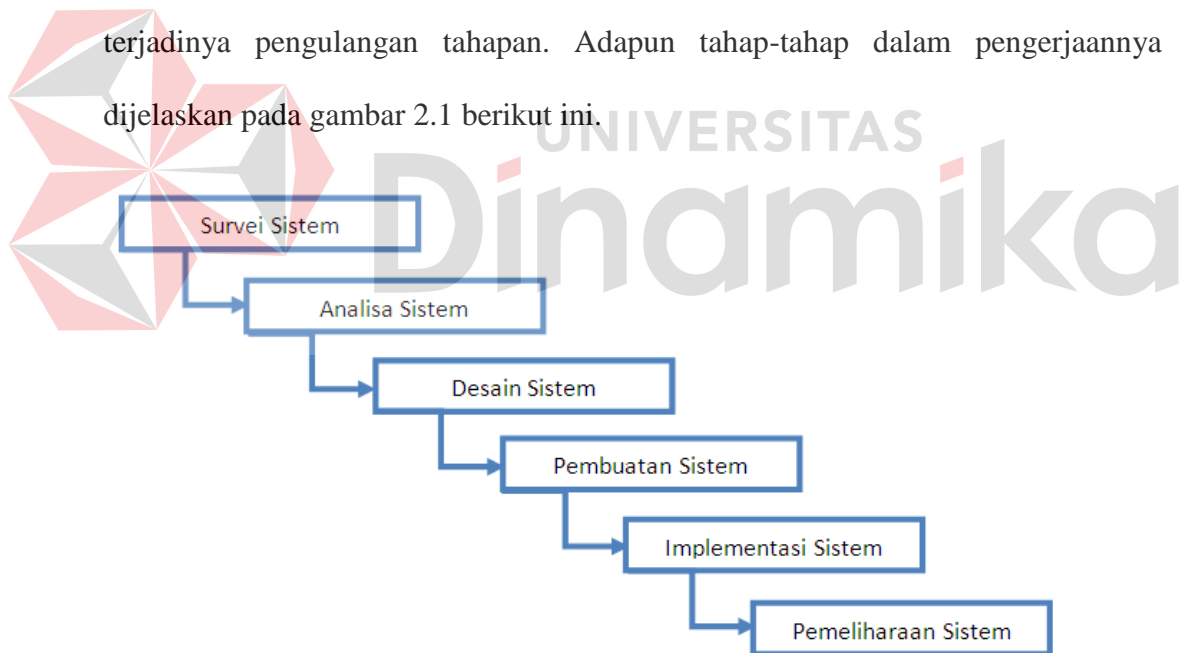 terjadinya pengulangan tahapan. Adapun tahap-tahap dalam pengerjaannya
dijelaskan pada gambar 2.1 berikut ini.
UNIVERSITAS
Dinamika
Survei Sistem
Analisa Sistem
Desain Sistem
Pembuatan Sistem
Implementasi Sistem
Pemeliharaan Sistem